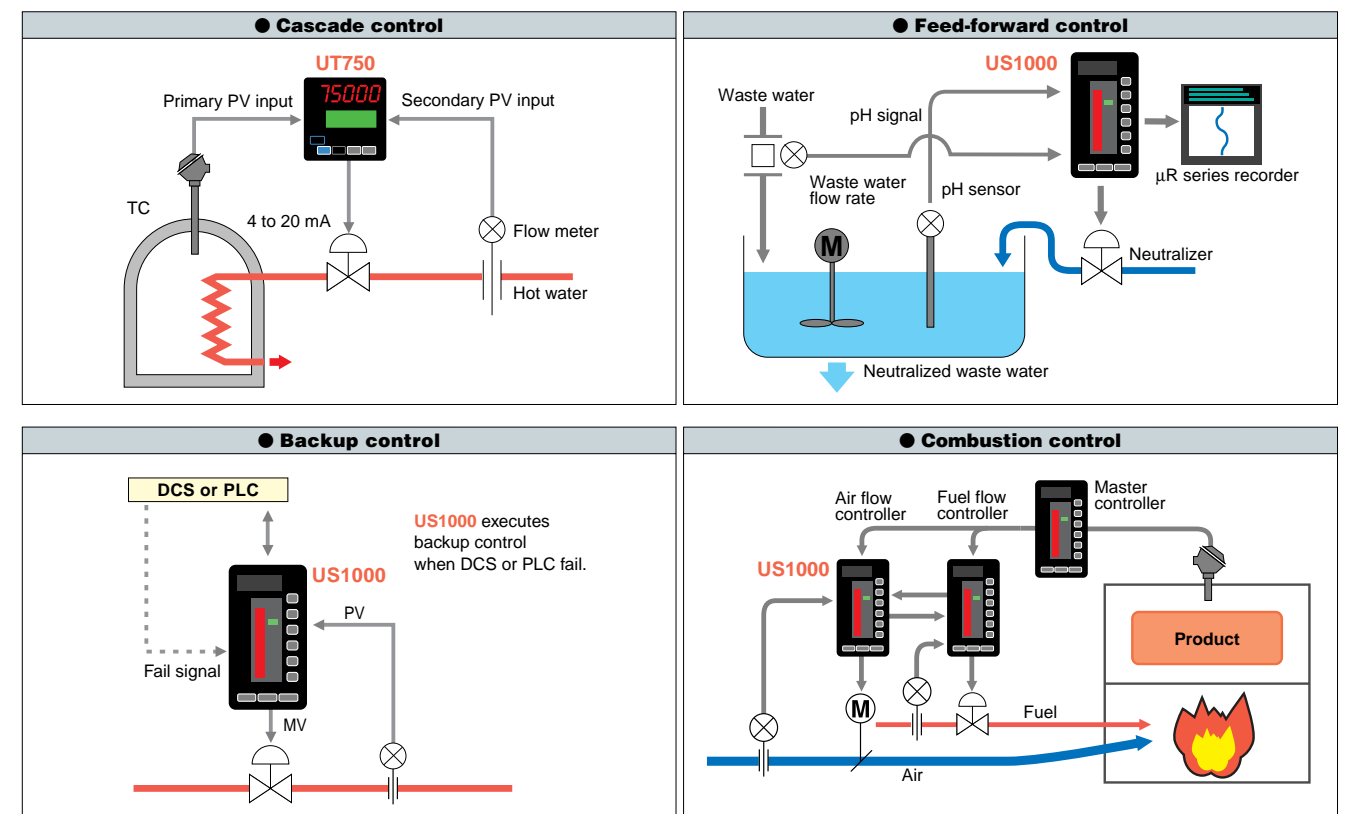 ● Cascade control
UT750
75000
Primary PV input
Secondary PV input
TC
4 to 20 mA
Flow meter
Hot water
● Feed-forward control
US1000
Waste water
pH signal
μR series recorder
Waste water
flow rate
pH sensor
M
Neutralizer
Neutralized waste water
● Backup control
DCS or PLC
US1000 executes
backup control
when DCS or PLC fail.
US1000
PV
Fail signal
MV
● Combustion control
Master
controller
Air flow
controller
Fuel flow
controller
US1000
Product
M
Fuel
Air